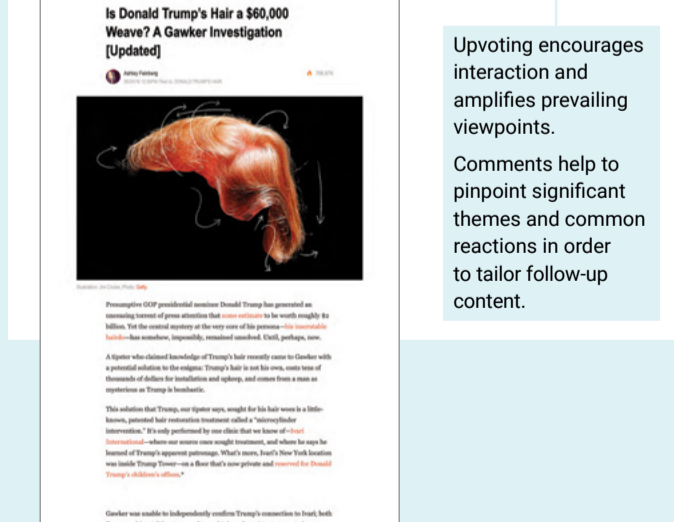 Is Donald Trump's Hair a $60,000
Weave? A Gawker Investigation
[Updated]
Ashley Feinberg
Presumptive GOP presidential nominee Donald Trump has generated an
unceasing torrent of press attention that some estimate to be worth roughly $2
billion. Yet the central mystery at the very core of his persona—his inscrutable
hairdo—has somehow, impossibly, remained unsolved. Until, perhaps, now.
A tipster who claimed knowledge of Trump's hair recently came to Gawker with
a potential solution to the enigma: Trump's hair is not his own, costs tens of
thousands of dollars for installation and upkeep, and comes from a man as
mysterious as Trump is bombastic.
This solution that Trump, our tipster says, sought for his hair woes is a little-
known, patented hair restoration treatment called a "microcylinder
intervention." It's only performed by one clinic that we know of—Ivari
International—where our source once sought treatment, and where he says he
learned of Trump's apparent patronage. What's more, Ivari's New York location
was inside Trump Tower—on a floor that's now private and reserved for Donald
Trump's children's offices.*
Gawker was unable to independently confirm Trump's connection to Ivari; both
Upvoting encourages
interaction and
amplifies prevailing
viewpoints.
Comments help to
pinpoint significant
themes and common
reactions in order
to tailor follow-up
content.